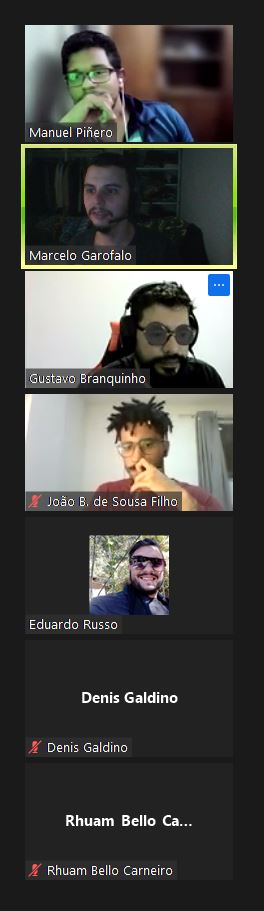 Manuel Piñero
Marcelo Garofalo
Gustavo Branquinho
João B. de Sousa Filho
Eduardo Russo
Denis Galdino
Denis Galdino
Rhuam Bello Ca...
Rhuam Bello Carneiro